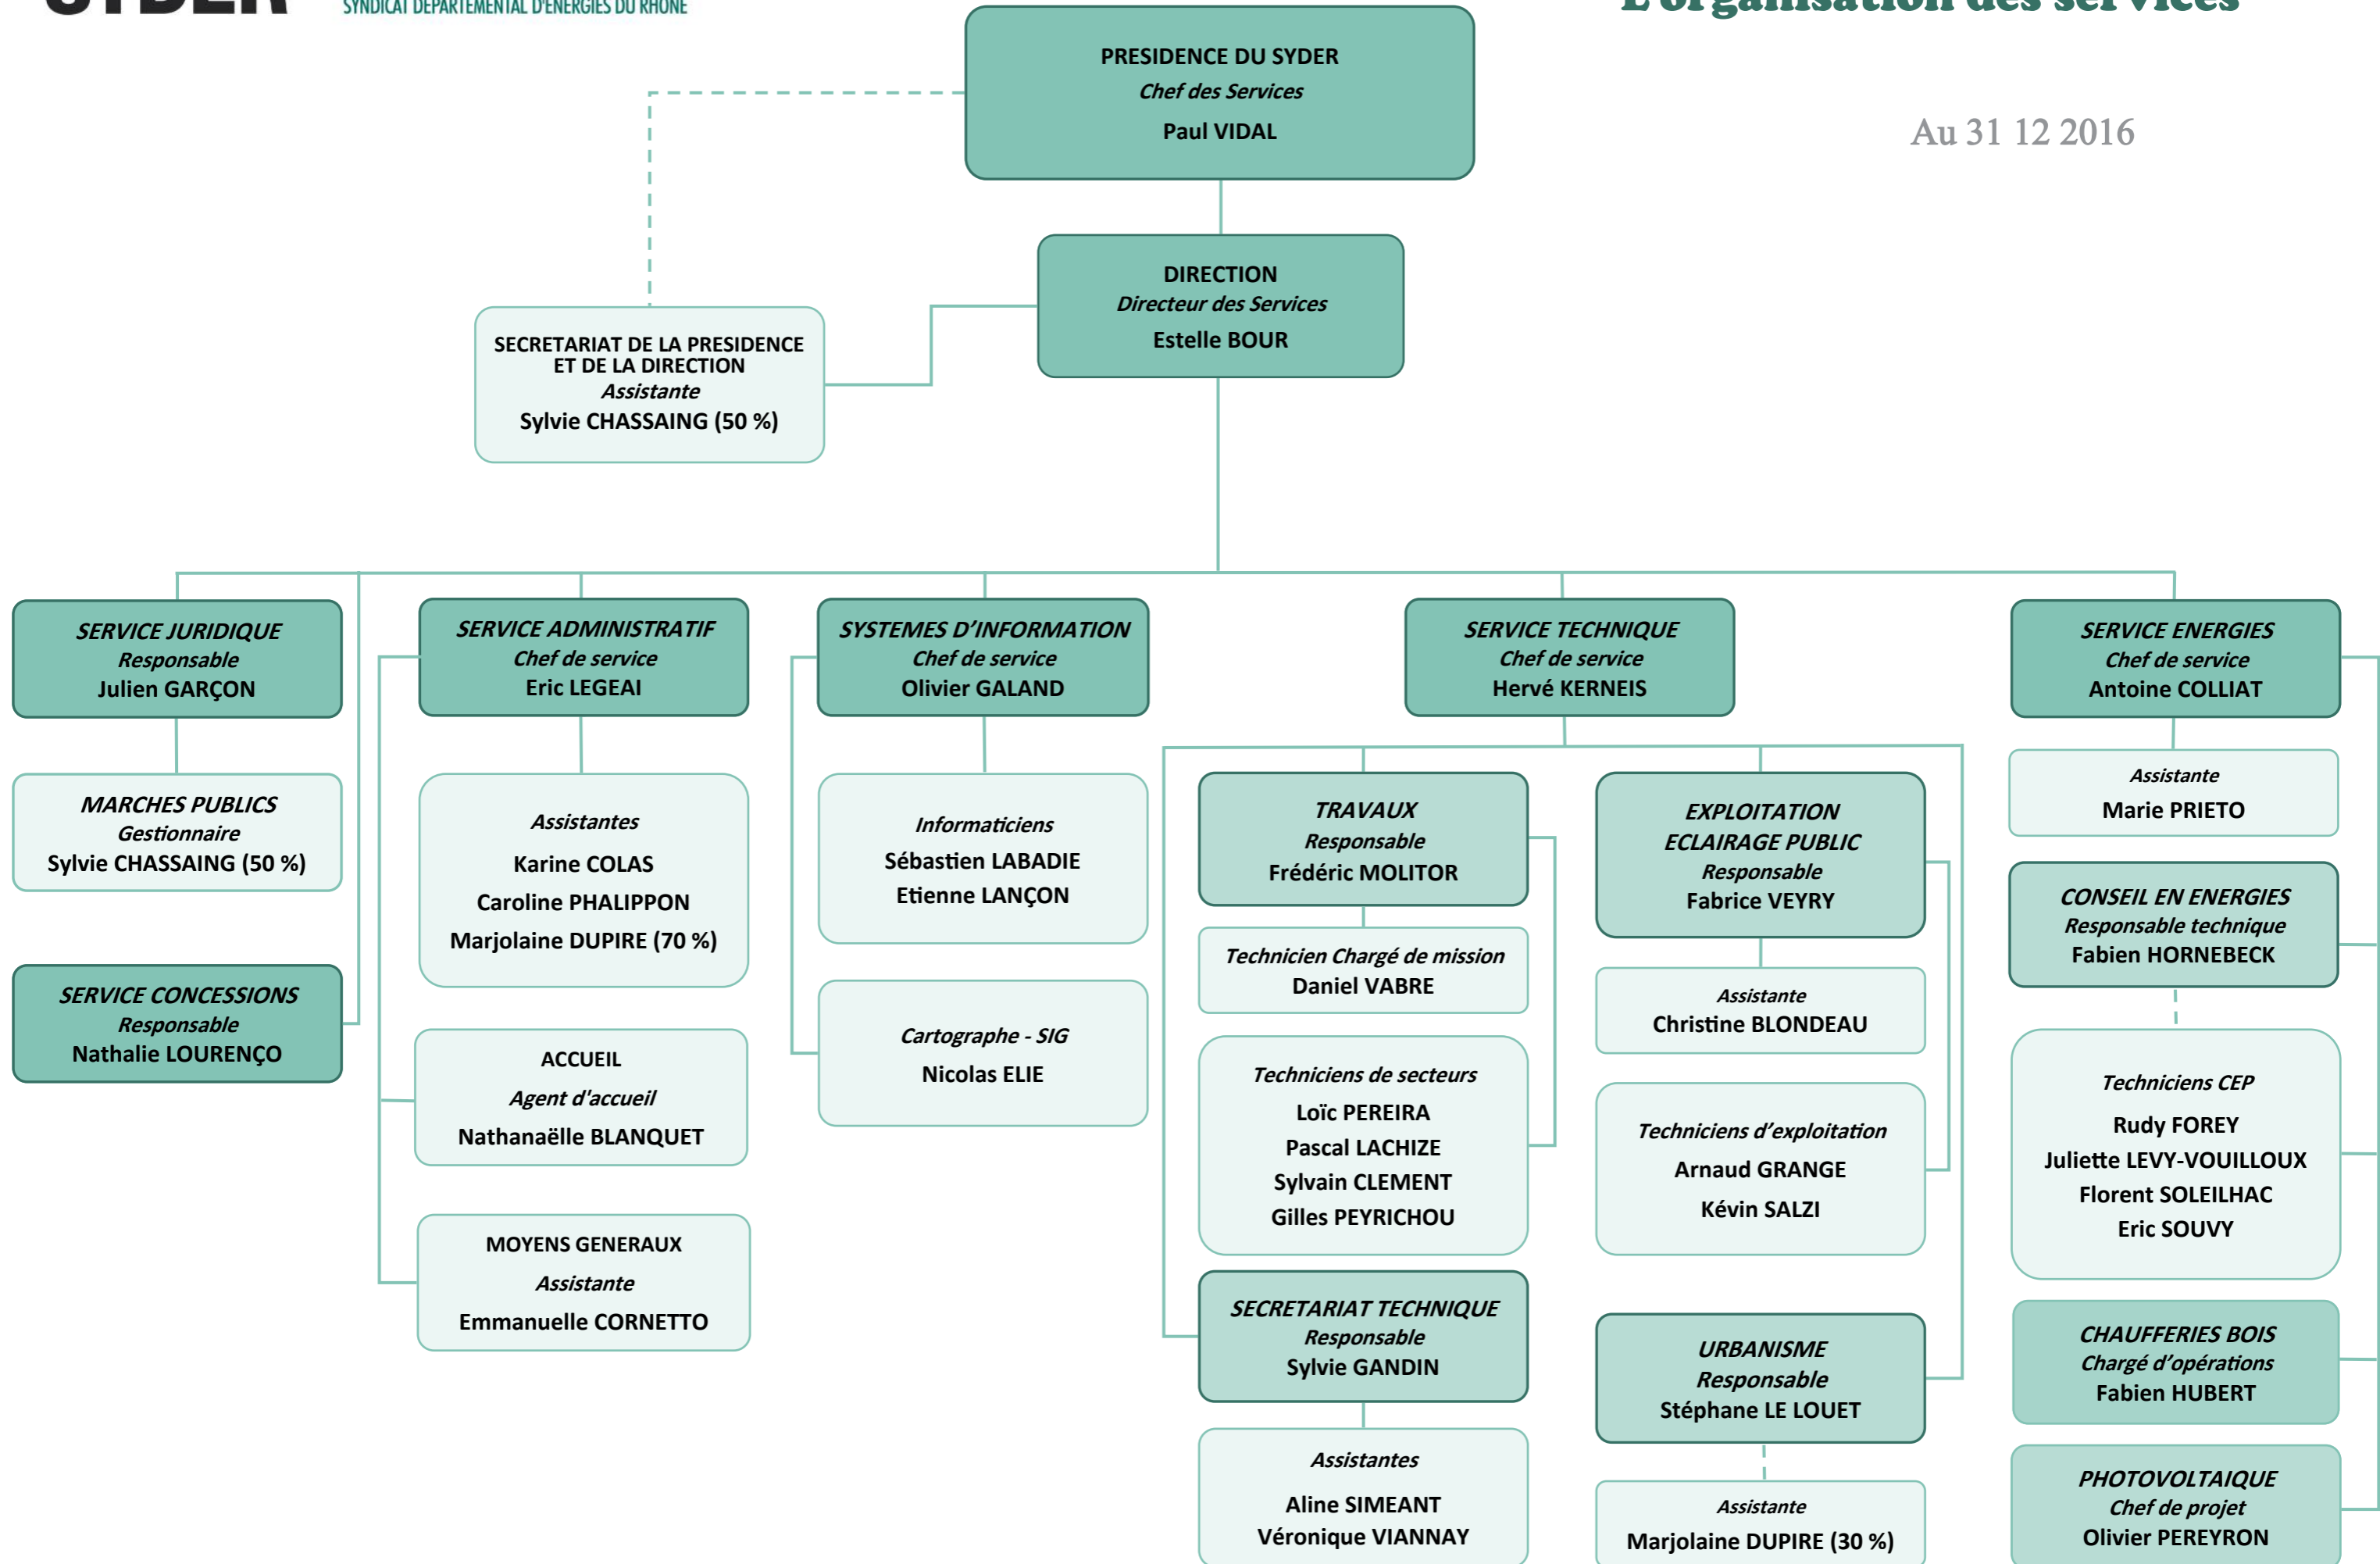 SYDER
SYNDICAT DÉPARTEMENTAL D'ÉNERGIES DU RHÔNE
L'organisation des services
Au 31 12 2016
PRESIDENCE DU SYDER
Chef des Services
Paul VIDAL
DIRECTION
Directeur des Services
Estelle BOUR
SECRETARIAT DE LA PRESIDENCE
ET DE LA DIRECTION
Assistante
Sylvie CHASSAING (50 %)
SERVICE JURIDIQUE
Responsable
Julien GARÇON
MARCHES PUBLICS
Gestionnaire
Sylvie CHASSAING (50 %)
SERVICE CONCESSIONS
Responsable
Nathalie LOURENÇO
SERVICE ADMINISTRATIF
Chef de service
Eric LEGEAI
Assistantes
Karine COLAS
Caroline PHALIPPON
Marjolaine DUPIRE (70 %)
ACCUEIL
Agent d'accueil
Nathanaëlle BLANQUET
MOYENS GENERAUX
Assistante
Emmanuelle CORNETTO
SYSTEMES D'INFORMATION
Chef de service
Olivier GALAND
Informaticiens
Sébastien LABADIE
Etienne LANÇON
Cartographe - SIG
Nicolas ELIE
SERVICE TECHNIQUE
Chef de service
Hervé KERNEIS
TRAVAUX
Responsable
Frédéric MOLITOR
Technicien Chargé de mission
Daniel VABRE
Techniciens de secteurs
Loïc PEREIRA
Pascal LACHIZE
Sylvain CLEMENT
Gilles PEYRICHOU
SECRETARIAT TECHNIQUE
Responsable
Sylvie GANDIN
Assistantes
Aline SIMEANT
Véronique VIANNAY
EXPLOITATION
ECLAIRAGE PUBLIC
Responsable
Fabrice VEYRY
Assistante
Christine BLONDEAU
Techniciens d'exploitation
Arnaud GRANGE
Kévin SALZI
URBANISME
Responsable
Stéphane LE LOUET
Assistante
Marjolaine DUPIRE (30 %)
SERVICE ENERGIES
Chef de service
Antoine COLLIAT
Assistante
Marie PRIETO
CONSEIL EN ENERGIES
Responsable technique
Fabien HORNEBECK
Techniciens CEP
Rudy FOREY
Juliette LEVY-VOUILLOUX
Florent SOLEILHAC
Eric SOUVY
CHAUFFERIES BOIS
Chargé d'opérations
Fabien HUBERT
PHOTOVOLTAIQUE
Chef de projet
Olivier PEREYRON